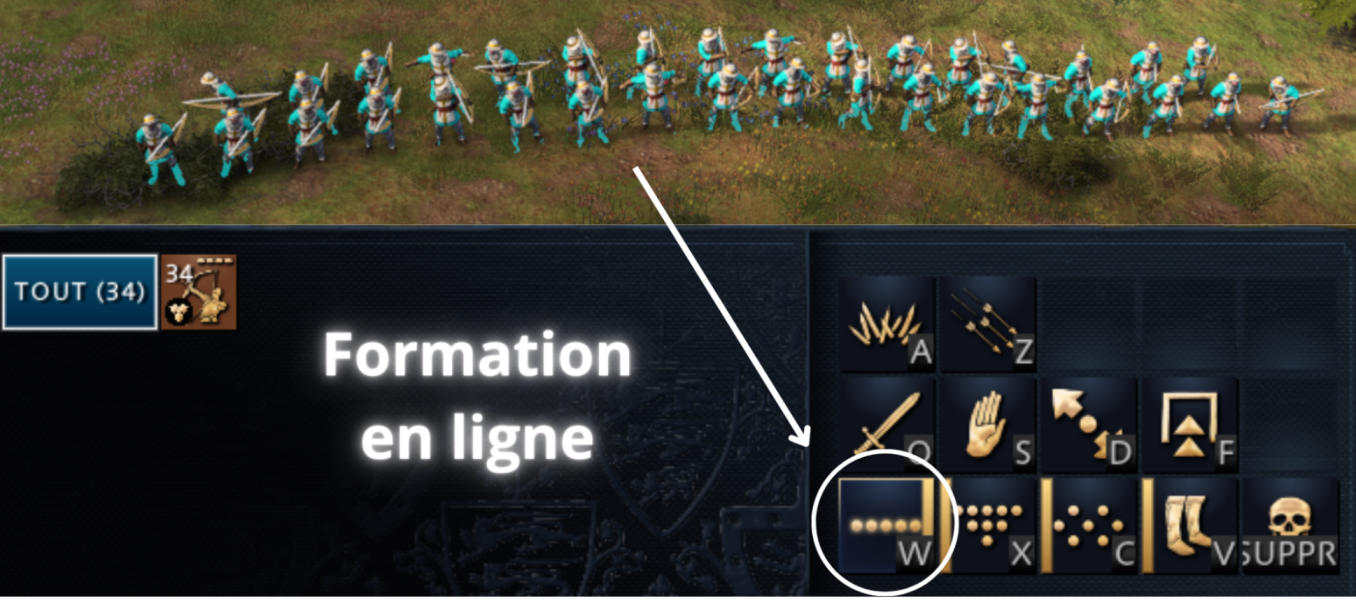 TOUT (34)
34
Formation
en ligne
A
Z
Q
S
D
F
W
X
C
V
SUPPR